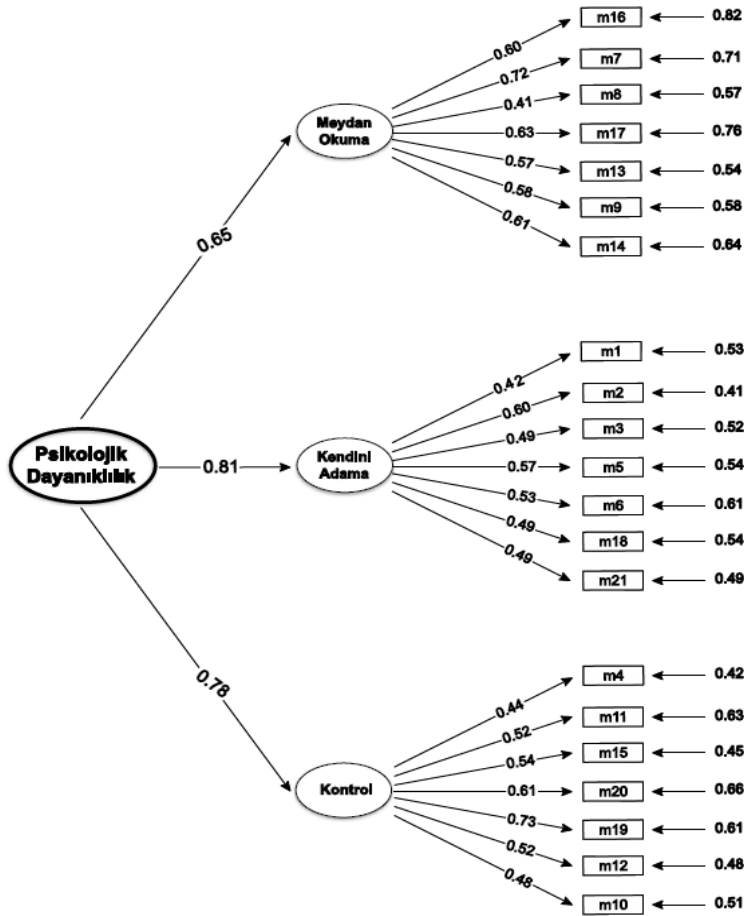 0.60 m16 0.82
0.72 m7 0.71
0.41 m8 0.57
Meydan
Okuma
0.63 m17 0.76
0.57 m13 0.54
0.58 m9 0.58
0.61 m14 0.64
0.65
0.42 m1 0.53
0.60 m2 0.41
0.49 m3 0.52
Psikolojik
Dayanıklılık
0.81
Kendini
Adama
0.57 m5 0.54
0.53 m6 0.61
0.49 m18 0.54
0.49 m21 0.49
0.78
0.44 m4 0.42
0.52 m11 0.63
0.54 m15 0.45
Kontrol
0.61 m20 0.66
0.73 m19 0.61
0.52 m12 0.48
0.48 m10 0.51